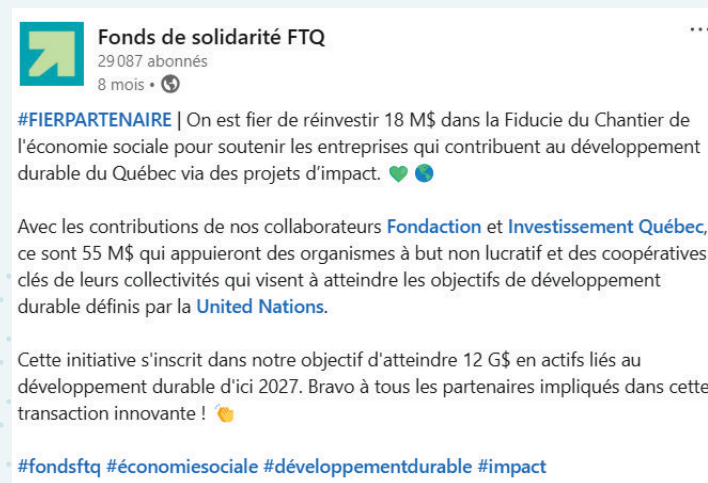 Fonds de solidarité FTQ
29 087 abonnés
8 mois •
#FIERPARTENAIRE | On est fier de réinvestir 18 M$ dans la Fiducie du Chantier de
l'économie sociale pour soutenir les entreprises qui contribuent au développement
durable du Québec via des projets d'impact. 💚 🌎
Avec les contributions de nos collaborateurs Fondaction et Investissement Québec,
ce sont 55 M$ qui appuieront des organismes à but non lucratif et des coopératives
clés de leurs collectivités qui visent à atteindre les objectifs de développement
durable définis par la United Nations.
Cette initiative s'inscrit dans notre objectif d'atteindre 12 G$ en actifs liés au
développement durable d'ici 2027. Bravo à tous les partenaires impliqués dans cette
transaction innovante ! 👏
#fondsftq #économiesociale #développementdurable #impact